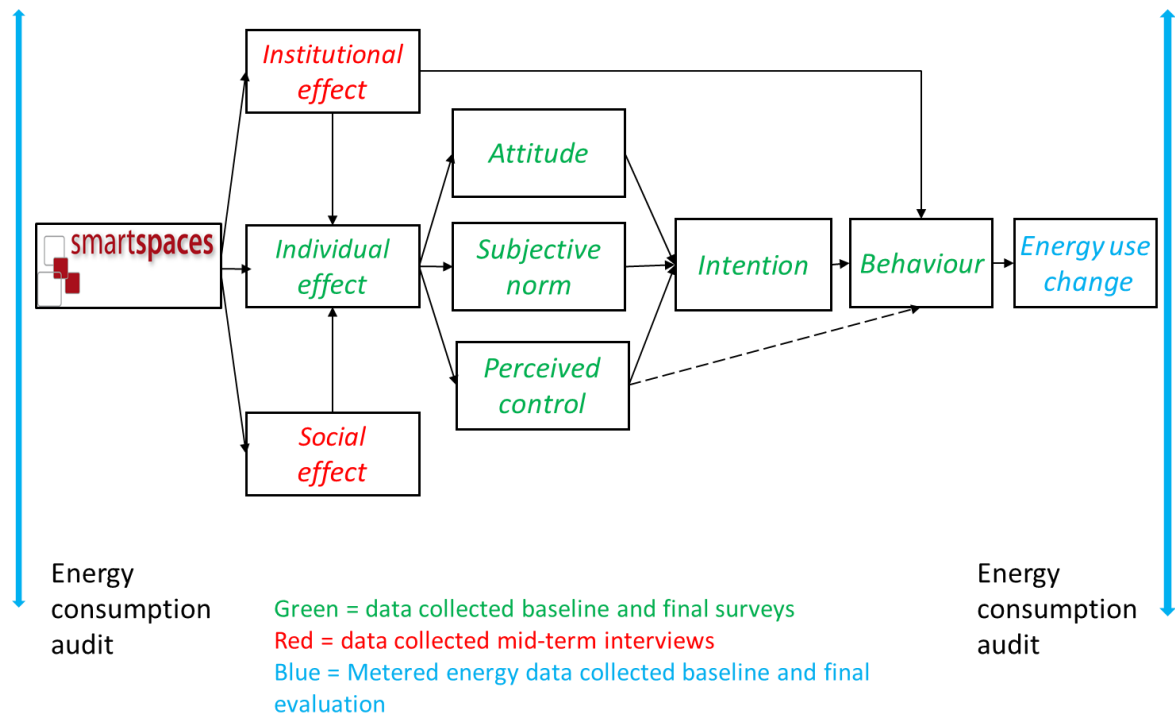 Institutional
effect
Attitude
smartspaces
Individual
effect
Subjective
norm
Intention
Behaviour
Energy use
change
Perceived
control
Social
effect
Energy
consumption
audit
Energy
consumption
audit
Green = data collected baseline and final surveys
Red = data collected mid-term interviews
Blue = Metered energy data collected baseline and final
evaluation